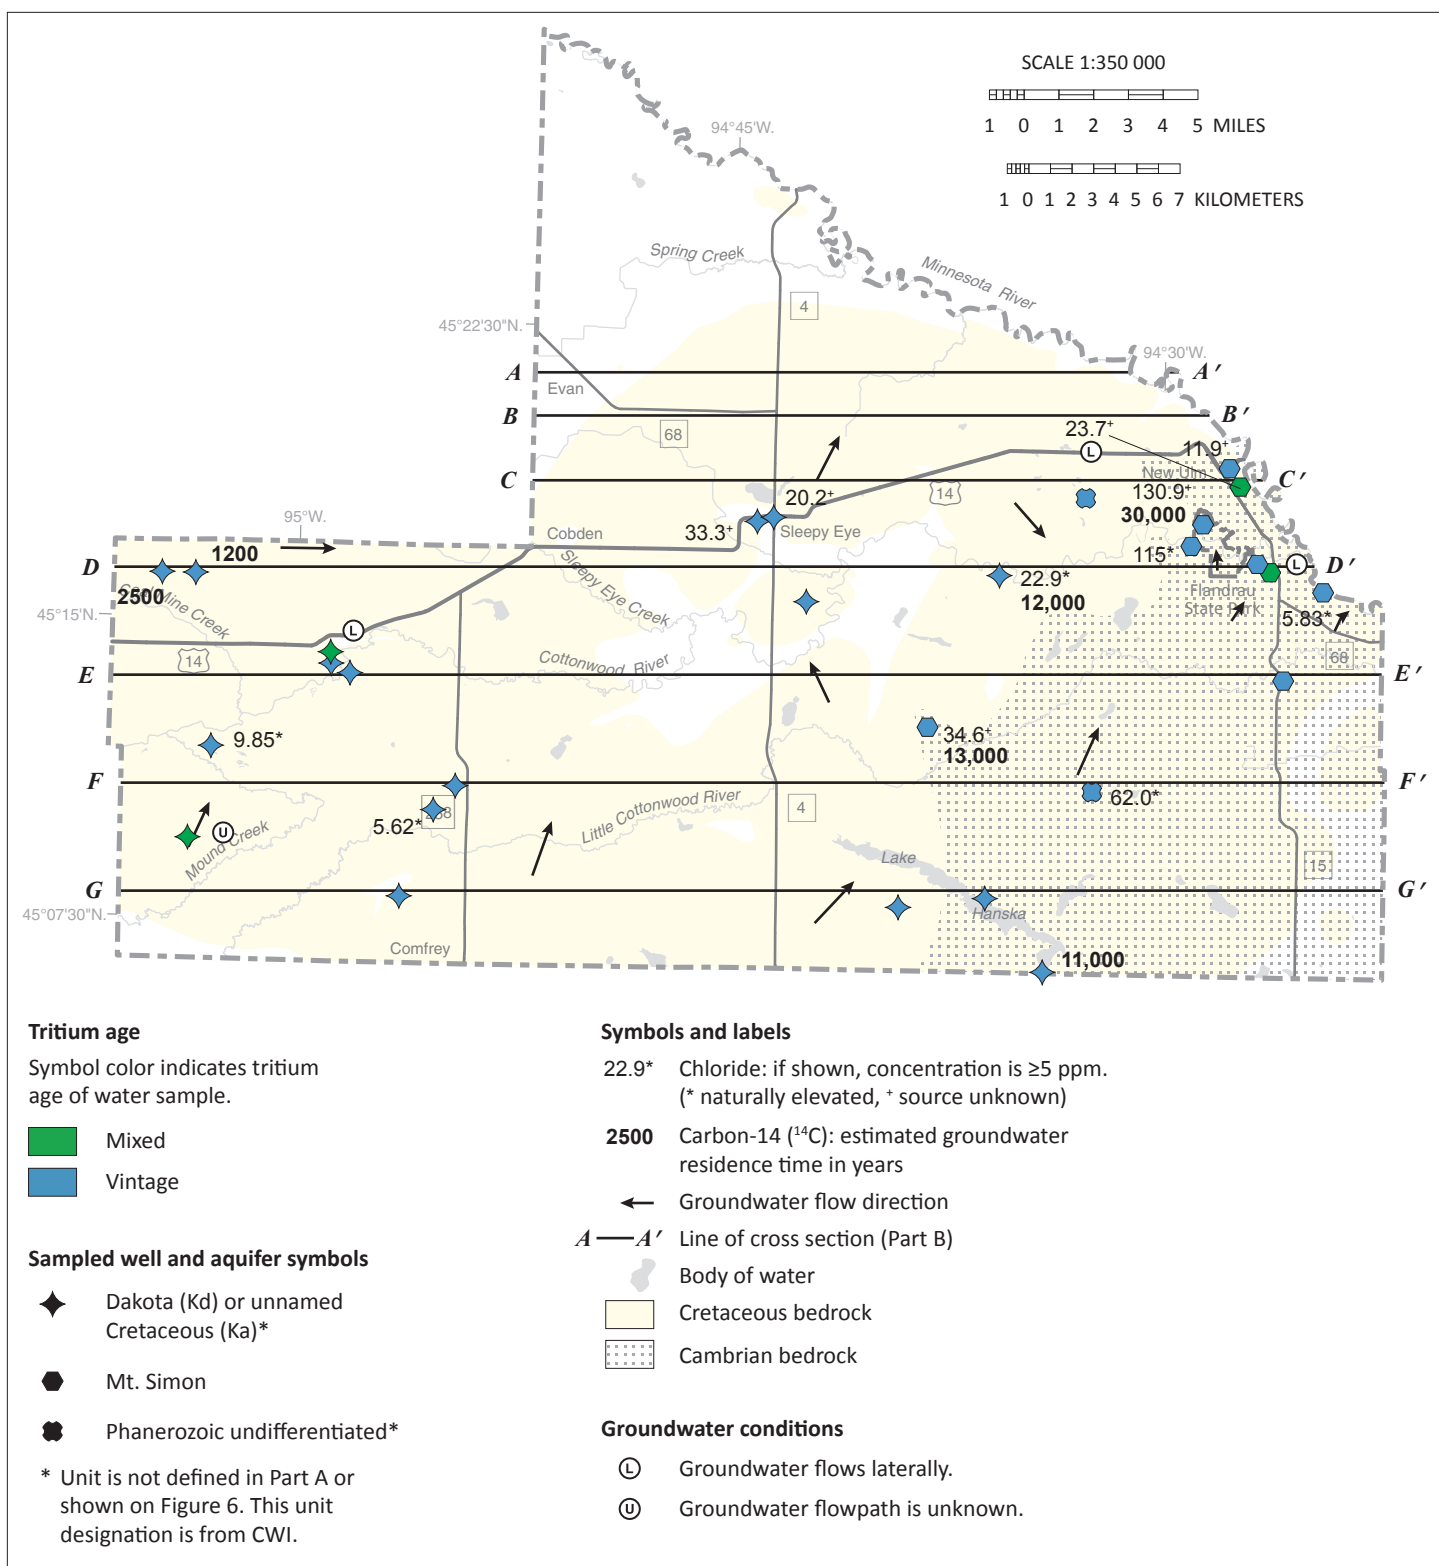 SCALE 1:350 000
1 0 1 2 3 4 5 MILES
1 0 1 2 3 4 5 6 7 KILOMETERS
94°45'W.
Spring Creek
Minnesota River
4
45°22'30"N.
94°30'W.
A A′
Evan
B B′
68
23.7+
L
11.9+
New Ulm
C C′
20.2+
14
130.9+
30,000
33.3+
Sleepy Eye
95°W.
Cobden
1200
115*
D D′
L
22.9*
12,000
2500
Coal Mine Creek
Sleepy Eye Creek
Flandrau
State Park
45°15'N.
5.83*
L
14
Cottonwood River
68
E E′
9.85*
34.6+
13,000
F F′
62.0*
5.62*
258
Little Cottonwood River
4
U
Mound Creek
Lake
Hanska
15
G G′
45°07'30"N.
Comfrey
11,000
Tritium age
Symbol color indicates tritium
age of water sample.
Mixed
Vintage
Sampled well and aquifer symbols
Dakota (Kd) or unnamed
Cretaceous (Ka)*
Mt. Simon
Phanerozoic undifferentiated*
* Unit is not defined in Part A or
shown on Figure 6. This unit
designation is from CWI.
Symbols and labels
22.9* Chloride: if shown, concentration is ≥5 ppm.
(* naturally elevated, + source unknown)
2500 Carbon-14 (14C): estimated groundwater
residence time in years
Groundwater flow direction
A — A′ Line of cross section (Part B)
Body of water
Cretaceous bedrock
Cambrian bedrock
Groundwater conditions
L Groundwater flows laterally.
U Groundwater flowpath is unknown.